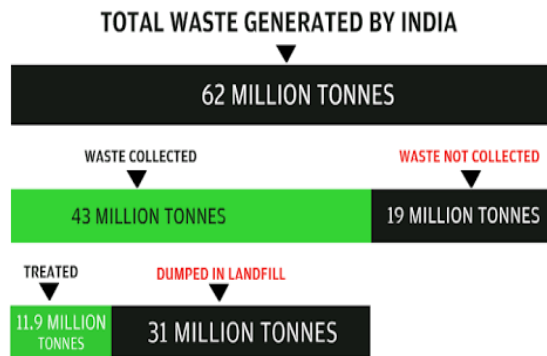 TOTAL WASTE GENERATED BY INDIA
62 MILLION TONNES
WASTE COLLECTED
WASTE NOT COLLECTED
43 MILLION TONNES
19 MILLION TONNES
TREATED
DUMPED IN LANDFILL
11.9 MILLION
TONNES
31 MILLION TONNES